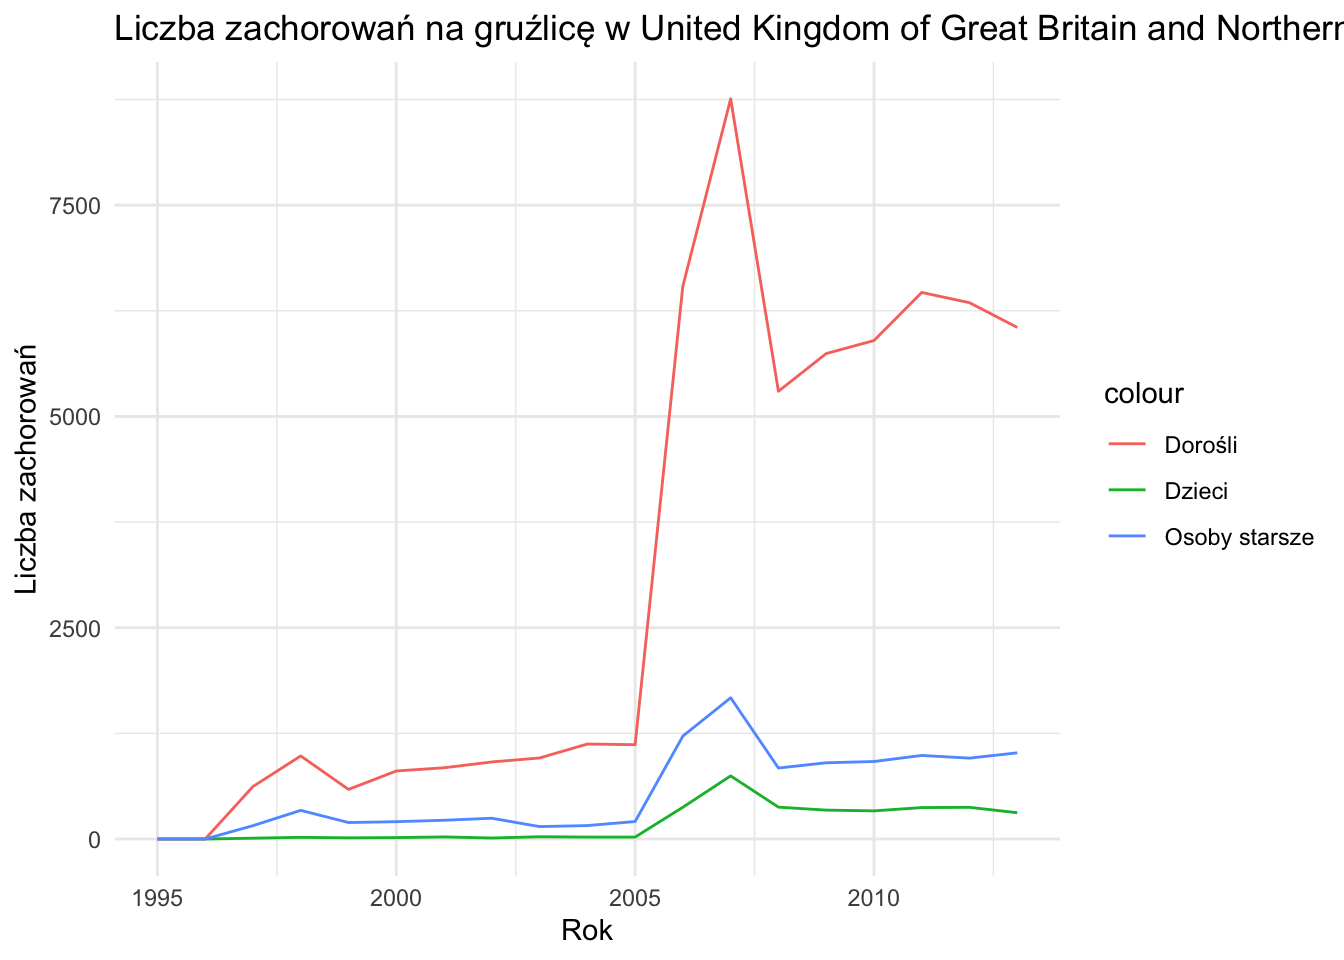 Liczba zachorowań na gruźlicę w United Kingdom of Great Britain and Northern
7500
5000
2500
0
Liczba zachorowań
1995 2000 2005 2010
Rok
colour
Dorośli
Dzieci
Osoby starsze